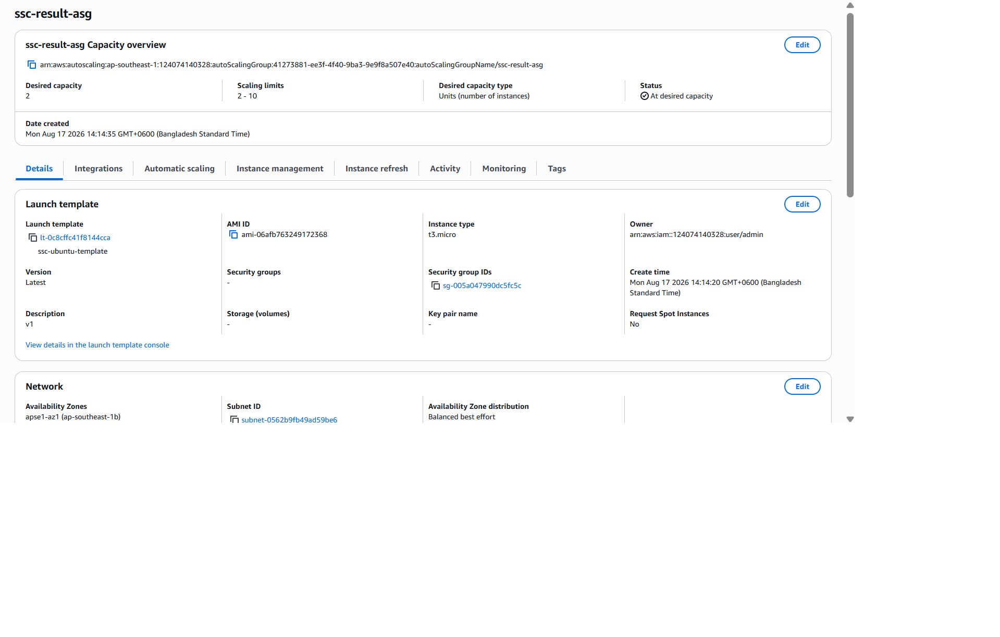 ssc-result-asg
ssc-result-asg Capacity overview
Edit
arn:aws:autoscaling:ap-southeast-1:124074140328:autoScalingGroup:41273881-ee3f-4f40-9ba3-9e9f8a507e40:autoScalingGroupName/ssc-result-asg
Desired capacity
2
Scaling limits
2 - 10
Desired capacity type
Units (number of instances)
Status
At desired capacity
Date created
Mon Aug 17 2026 14:14:35 GMT+0600 (Bangladesh Standard Time)
Details
Integrations
Automatic scaling
Instance management
Instance refresh
Activity
Monitoring
Tags
Launch template
Edit
Launch template
lt-0c8cffc41f8144cca
ssc-ubuntu-template
AMI ID
ami-06afb763249172368
Instance type
t3.micro
Owner
arn:aws:iam::124074140328:user/admin
Version
Latest
Security groups
-
Security group IDs
sg-005a047990dc5fc5c
Create time
Mon Aug 17 2026 14:14:20 GMT+0600 (Bangladesh
Standard Time)
Description
v1
Storage (volumes)
-
Key pair name
-
Request Spot Instances
No
View details in the launch template console
Network
Edit
Availability Zones
apse1-az1 (ap-southeast-1b)
Subnet ID
subnet-0562b9fb49ad59be6
Availability Zone distribution
Balanced best effort